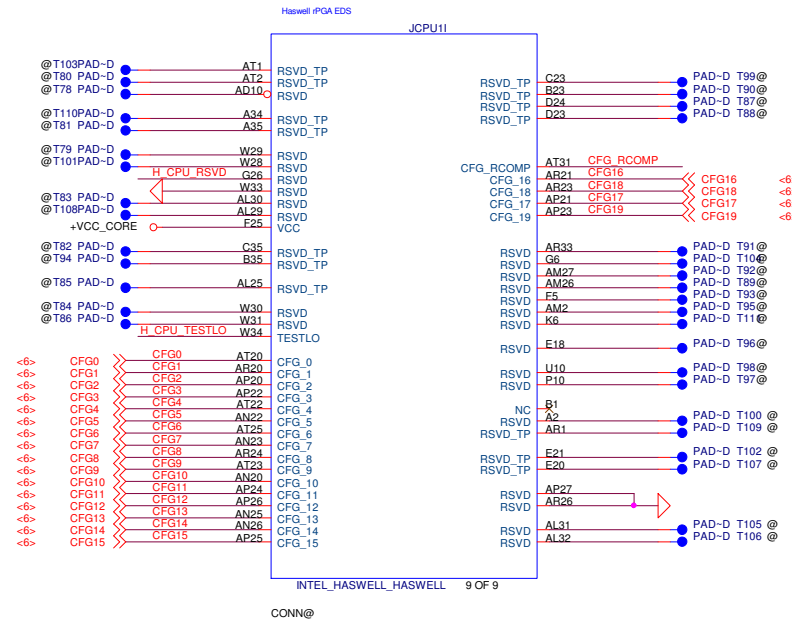 Haswell rPGA EDS
JCPU1I
@T103PAD~D AT1 RSVD_TP
@T80 PAD~D AT2 RSVD_TP
@T78 PAD~D AD10 RSVD
@T110PAD~D A34 RSVD_TP
@T81 PAD~D A35 RSVD_TP
@T79 PAD~D W29 RSVD
@T101PAD~D W28 RSVD
H_CPU_RSVD G26 RSVD
W33 RSVD
@T83 PAD~D AL30 RSVD
@T108PAD~D AL29 RSVD
+VCC_CORE F25 VCC
@T82 PAD~D C35 RSVD_TP
@T94 PAD~D B35 RSVD_TP
@T85 PAD~D AL25 RSVD_TP
@T84 PAD~D W30 RSVD
@T86 PAD~D W31 RSVD
H_CPU_TESTLO W34 TESTLO
<6> CFG0 CFG0 AT20 CFG_0
<6> CFG1 CFG1 AR20 CFG_1
<6> CFG2 CFG2 AP20 CFG_2
<6> CFG3 CFG3 AP22 CFG_3
<6> CFG4 CFG4 AT22 CFG_4
<6> CFG5 CFG5 AN22 CFG_5
<6> CFG6 CFG6 AT25 CFG_6
<6> CFG7 CFG7 AN23 CFG_7
<6> CFG8 CFG8 AR24 CFG_8
<6> CFG9 CFG9 AT23 CFG_9
<6> CFG10 CFG10 AN20 CFG_10
<6> CFG11 CFG11 AP24 CFG_11
<6> CFG12 CFG12 AP26 CFG_12
<6> CFG13 CFG13 AN25 CFG_13
<6> CFG14 CFG14 AN26 CFG_14
<6> CFG15 CFG15 AP25 CFG_15
RSVD_TP C23 PAD~D T99@
RSVD_TP B23 PAD~D T90@
RSVD_TP D24 PAD~D T87@
RSVD_TP D23 PAD~D T88@
CFG_RCOMP AT31 CFG_RCOMP
CFG_16 AR21 CFG16 CFG16 <6
CFG_18 AR23 CFG18 CFG18 <6
CFG_17 AP21 CFG17 CFG17 <6
CFG_19 AP23 CFG19 CFG19 <6
RSVD AR33 PAD~D T91@
RSVD G6 PAD~D T104@
RSVD AM27 PAD~D T92@
RSVD AM26 PAD~D T89@
RSVD F5 PAD~D T93@
RSVD AM2 PAD~D T95@
RSVD K6 PAD~D T111@
RSVD E18 PAD~D T96@
RSVD U10 PAD~D T98@
RSVD P10 PAD~D T97@
NC B1
RSVD A2 PAD~D T100 @
RSVD_TP AR1 PAD~D T109 @
RSVD_TP E21 PAD~D T102 @
RSVD_TP E20 PAD~D T107 @
RSVD AP27
RSVD AR26
RSVD AL31 PAD~D T105 @
RSVD AL32 PAD~D T106 @
INTEL_HASWELL_HASWELL 9 OF 9
CONN@